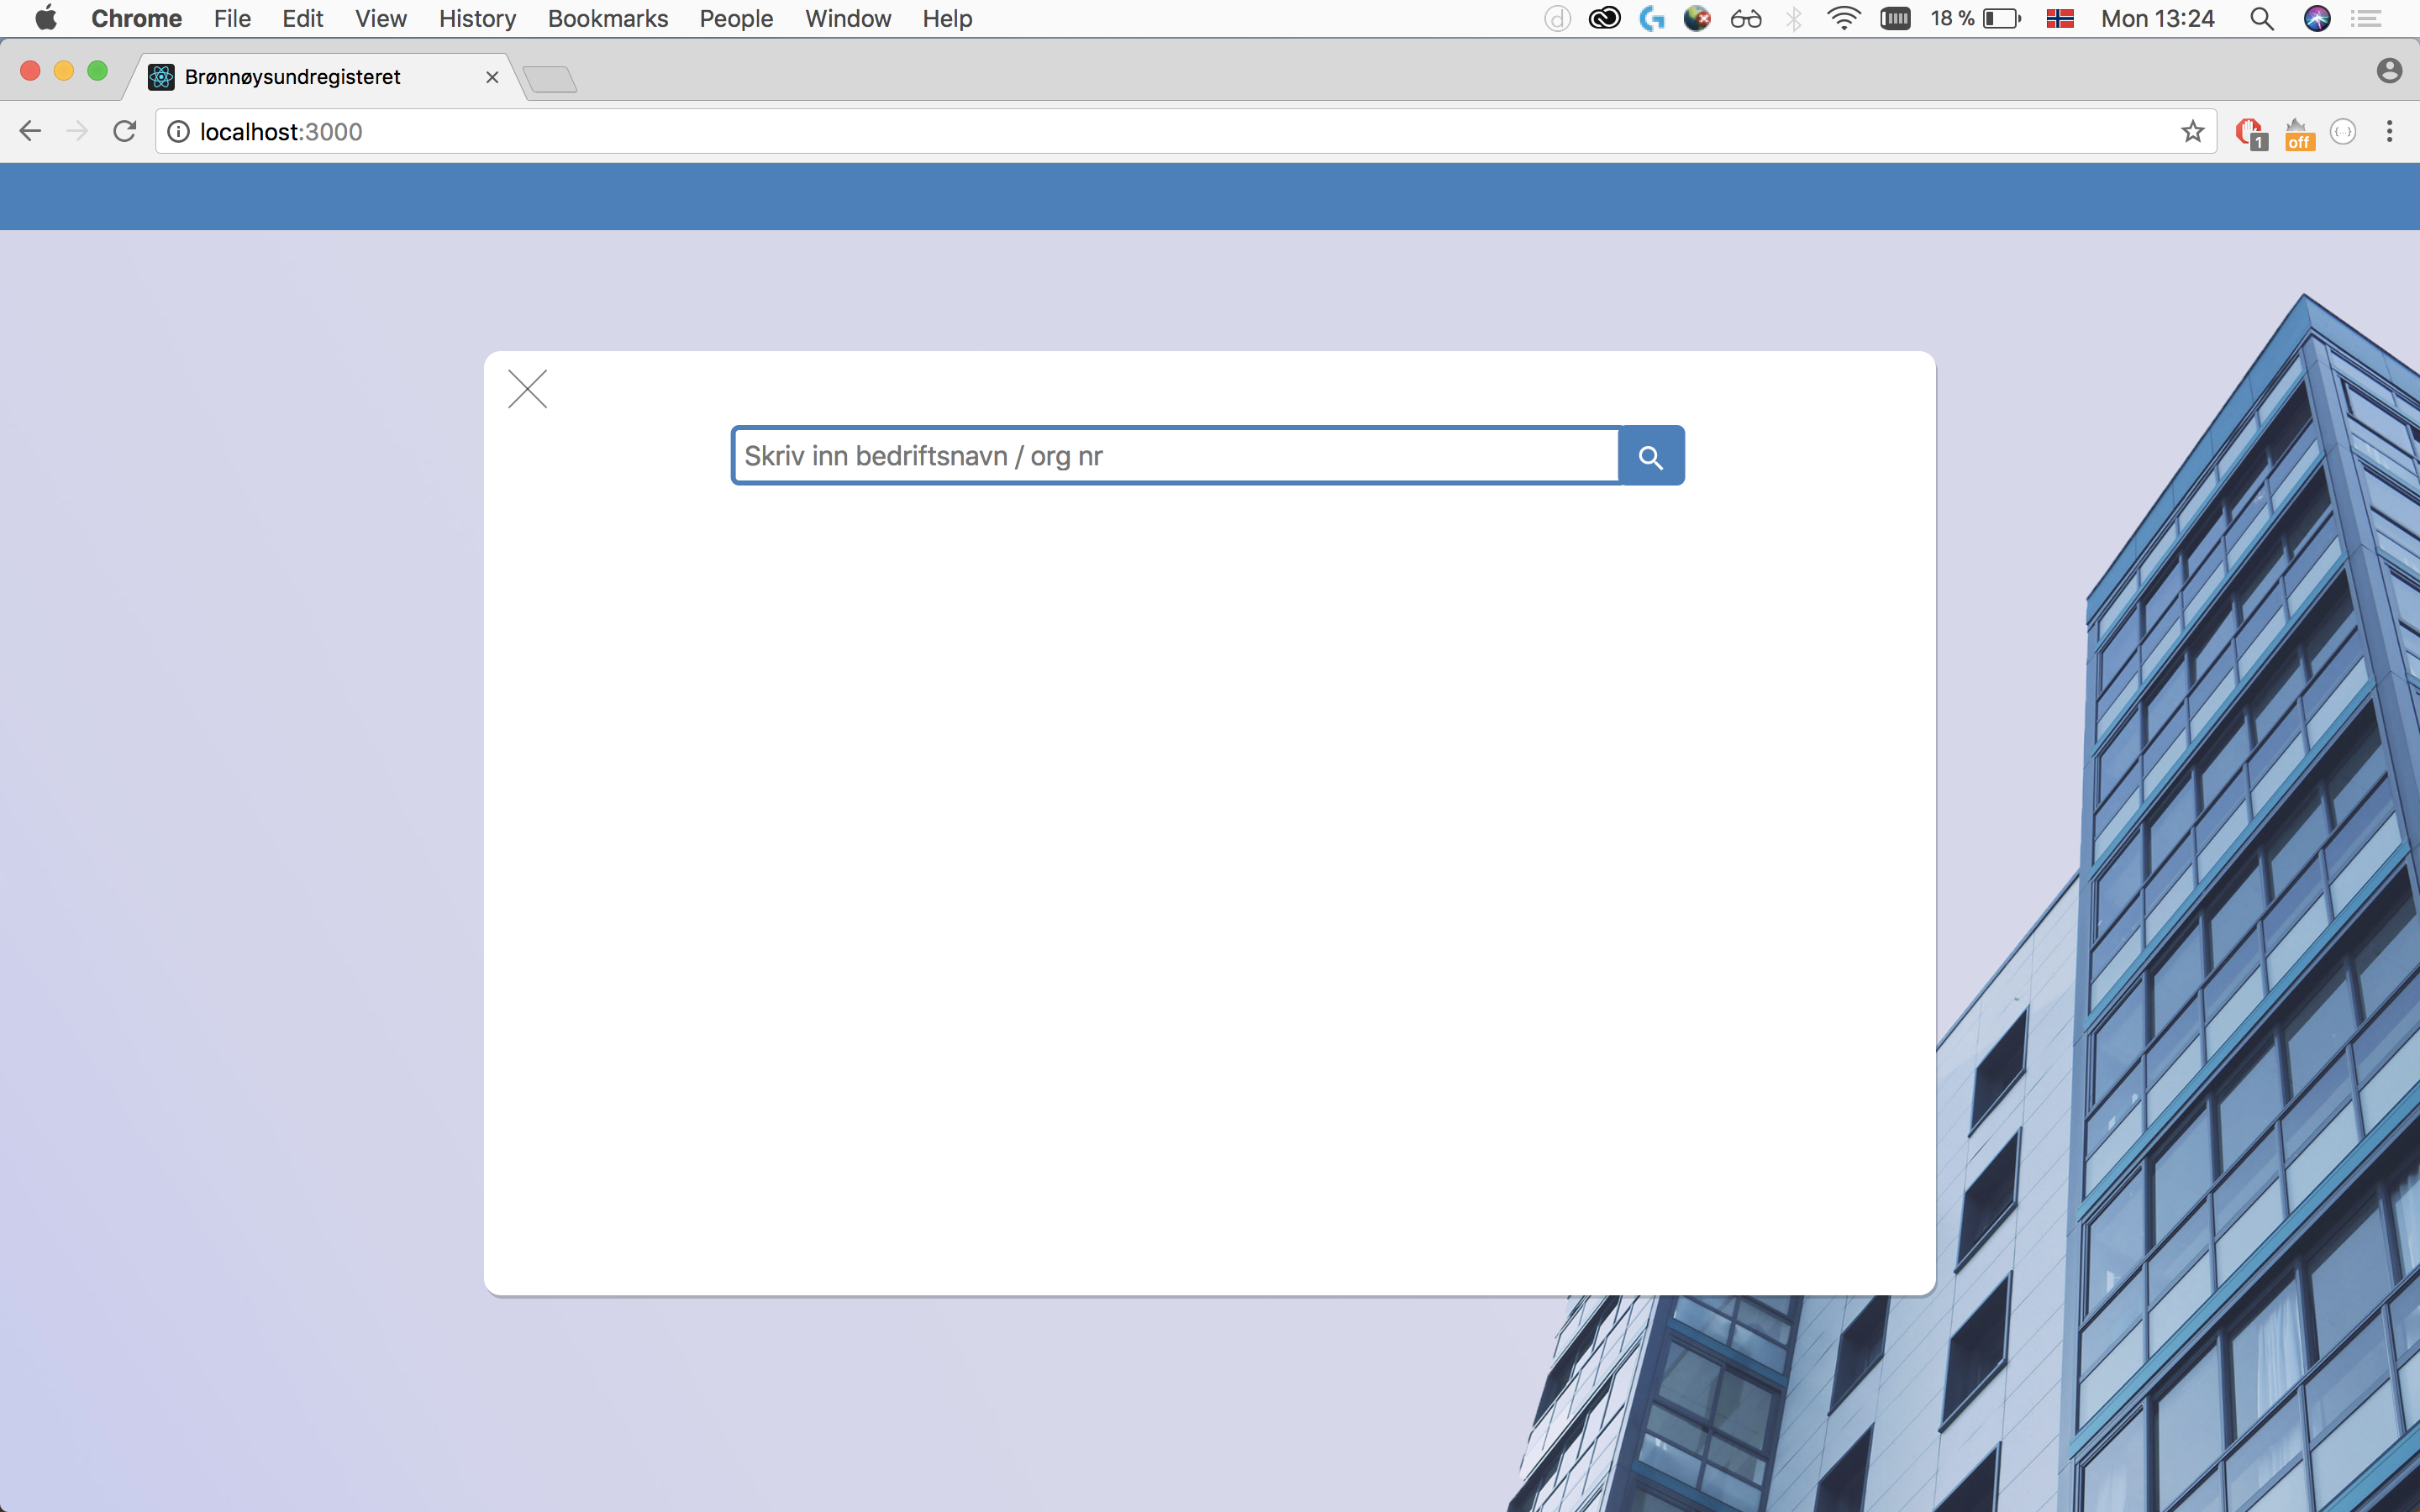 Chrome File Edit View History Bookmarks People Window Help 18 % Mon 13:24
Brønnøysundregisteret
localhost:3000
1
off
Skriv inn bedriftsnavn / org nr